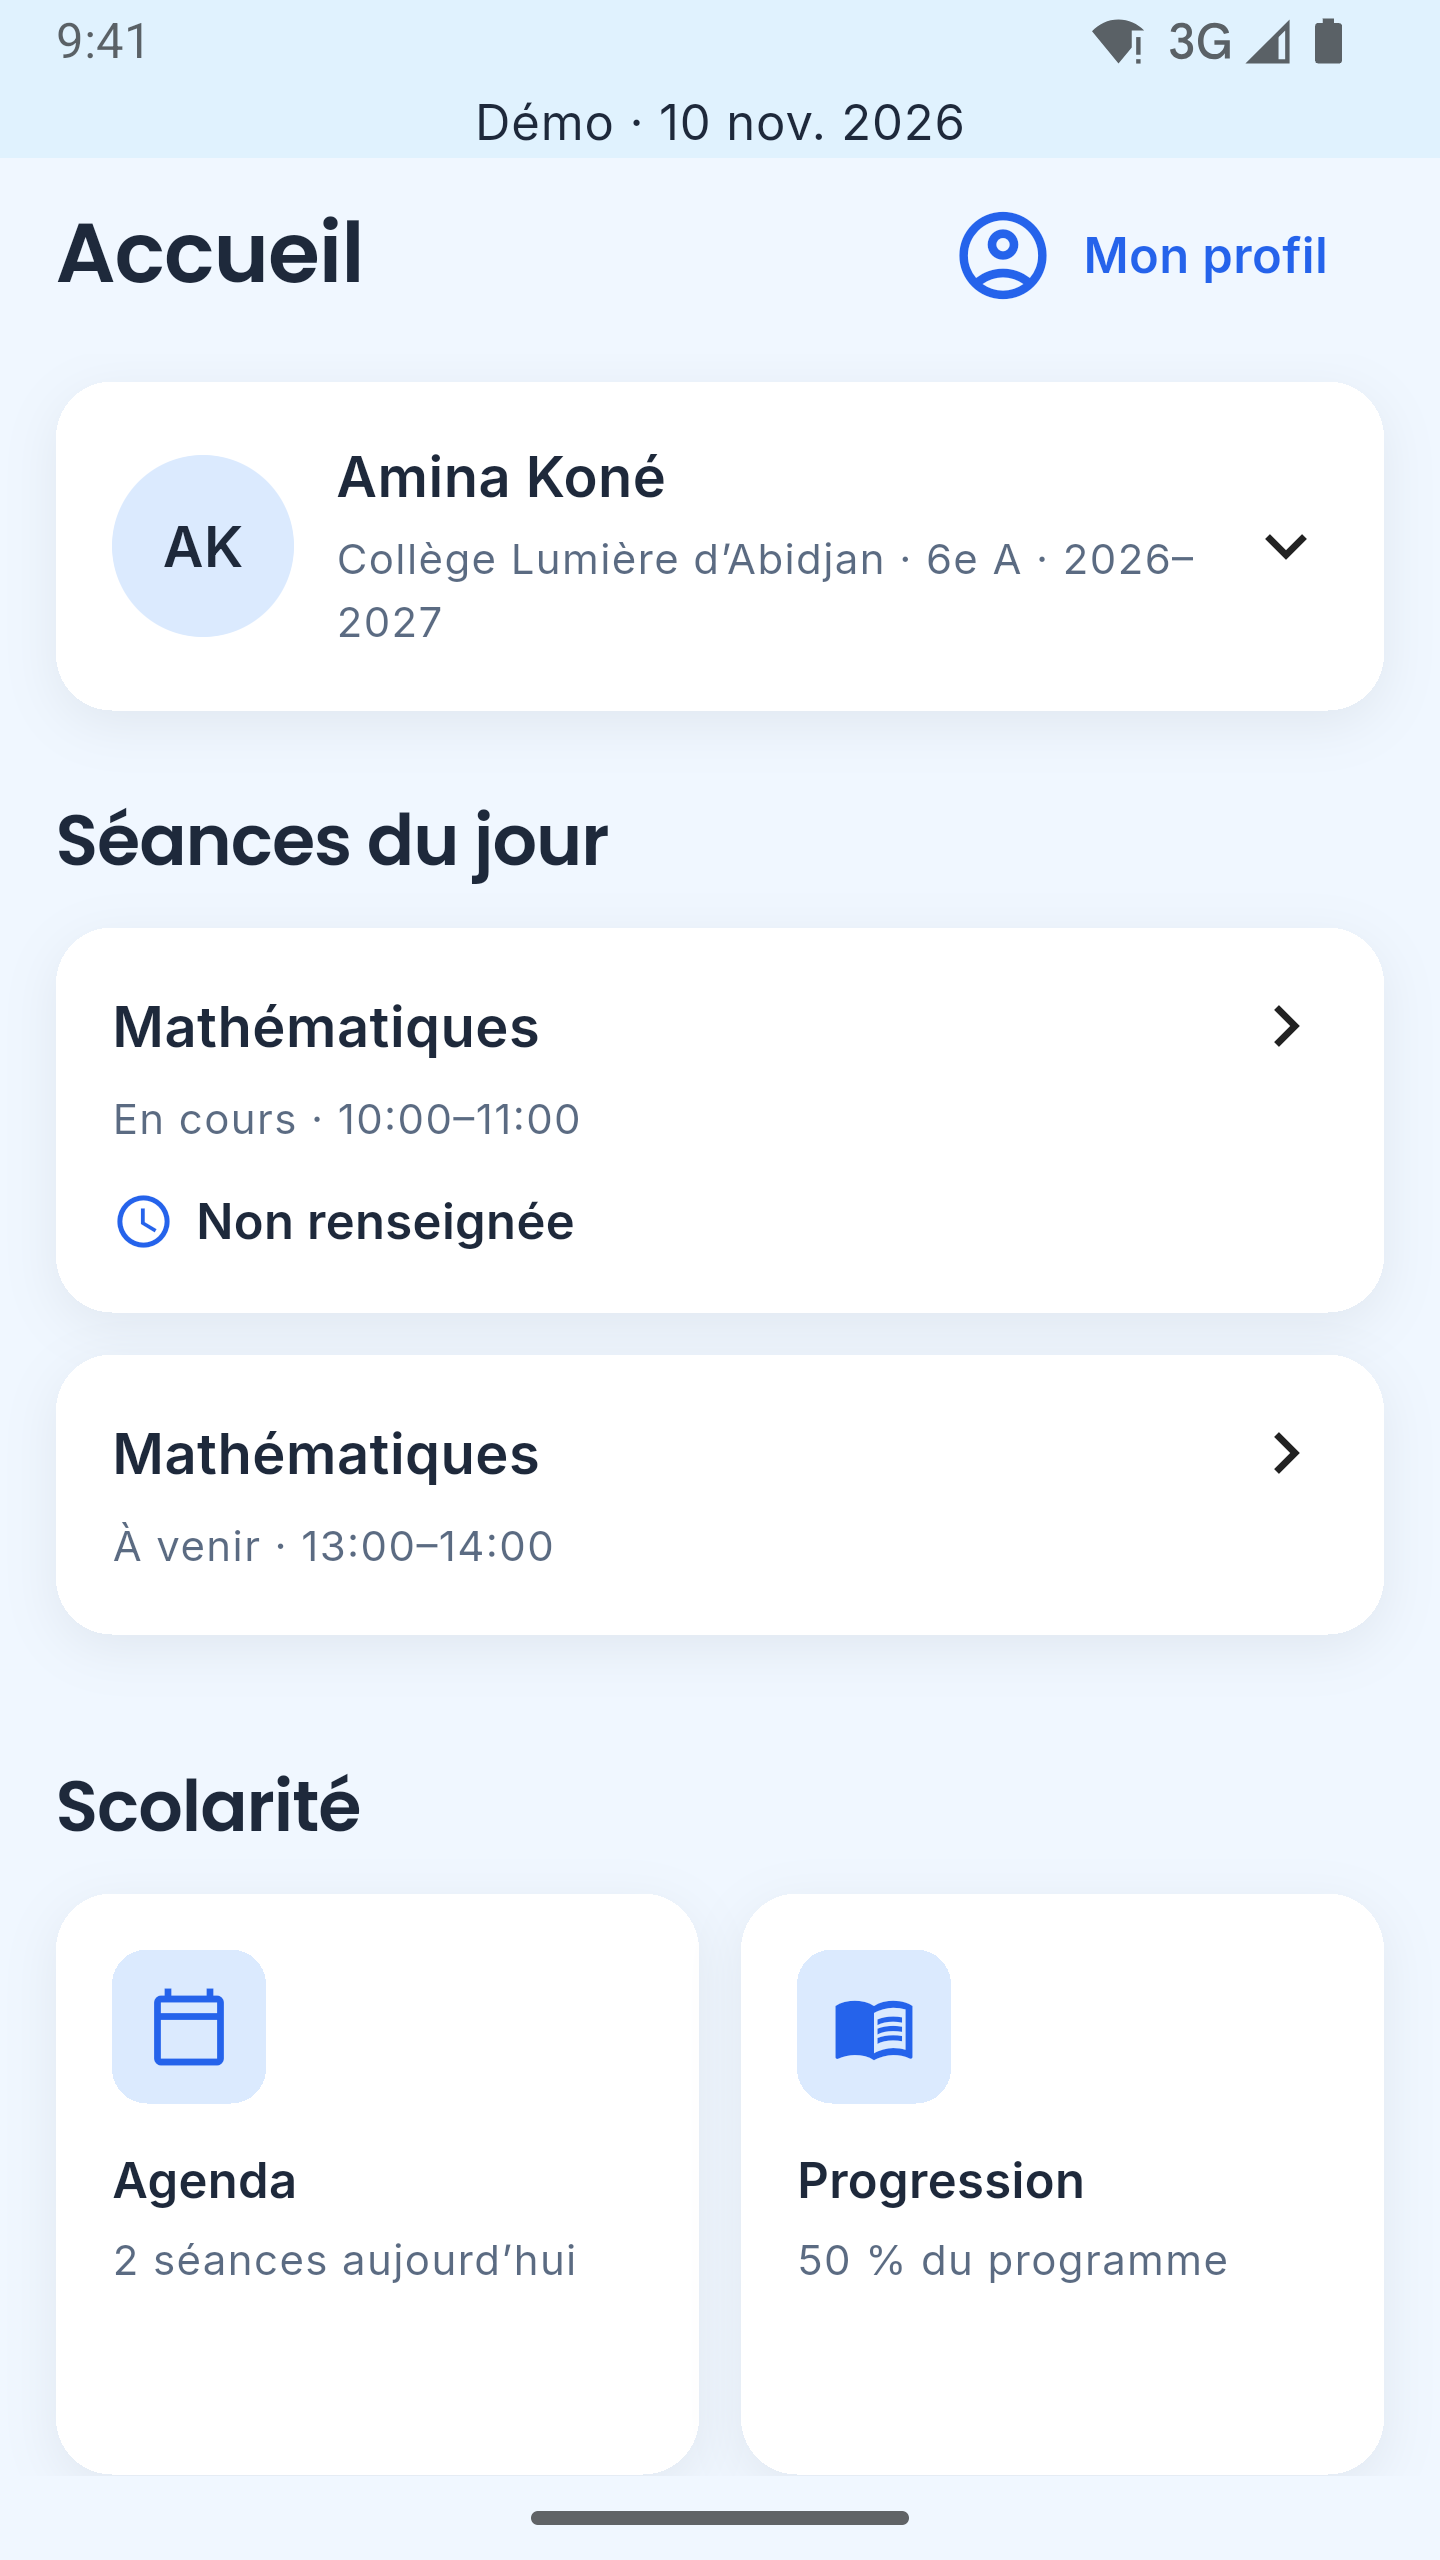 9:41
3G
Démo · 10 nov. 2026
Accueil
Mon profil
AK
Amina Koné
Collège Lumière d’Abidjan · 6e A · 2026–
2027
Séances du jour
Mathématiques
En cours · 10:00–11:00
Non renseignée
Mathématiques
À venir · 13:00–14:00
Scolarité
Agenda
2 séances aujourd’hui
Progression
50 % du programme